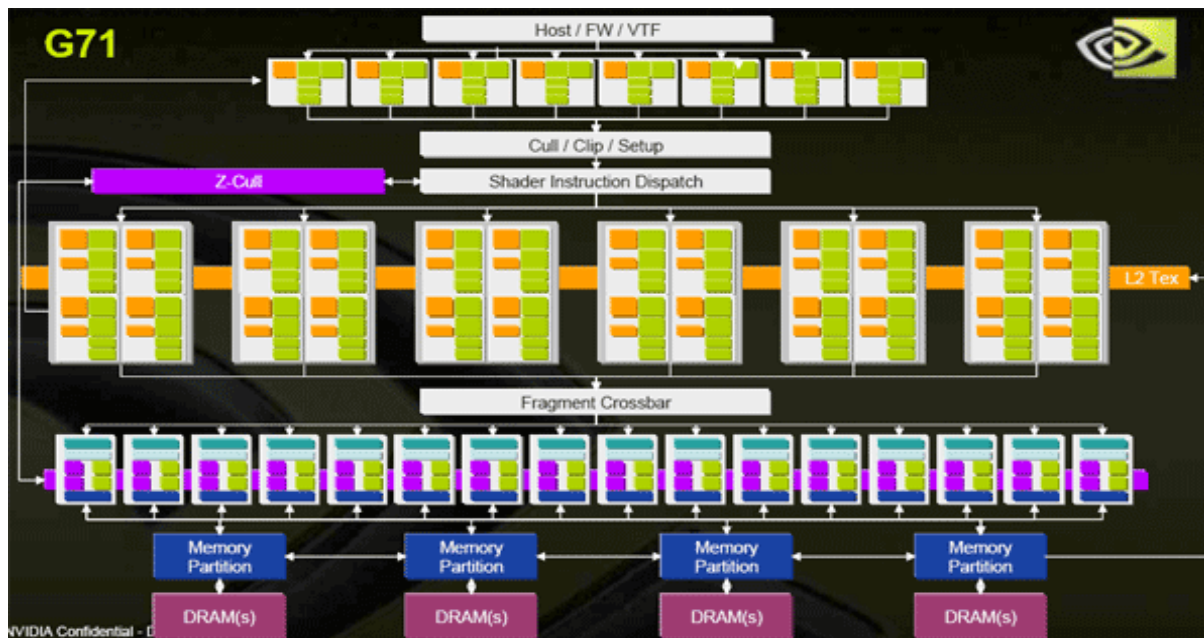 G71
Host / FW / VTF
Cull / Clip / Setup
Z-Cull
Shader Instruction Dispatch
L2 Tex
Fragment Crossbar
Memory
Partition
Memory
Partition
Memory
Partition
Memory
Partition
DRAM(s)
DRAM(s)
DRAM(s)
DRAM(s)
NVIDIA Confidential -